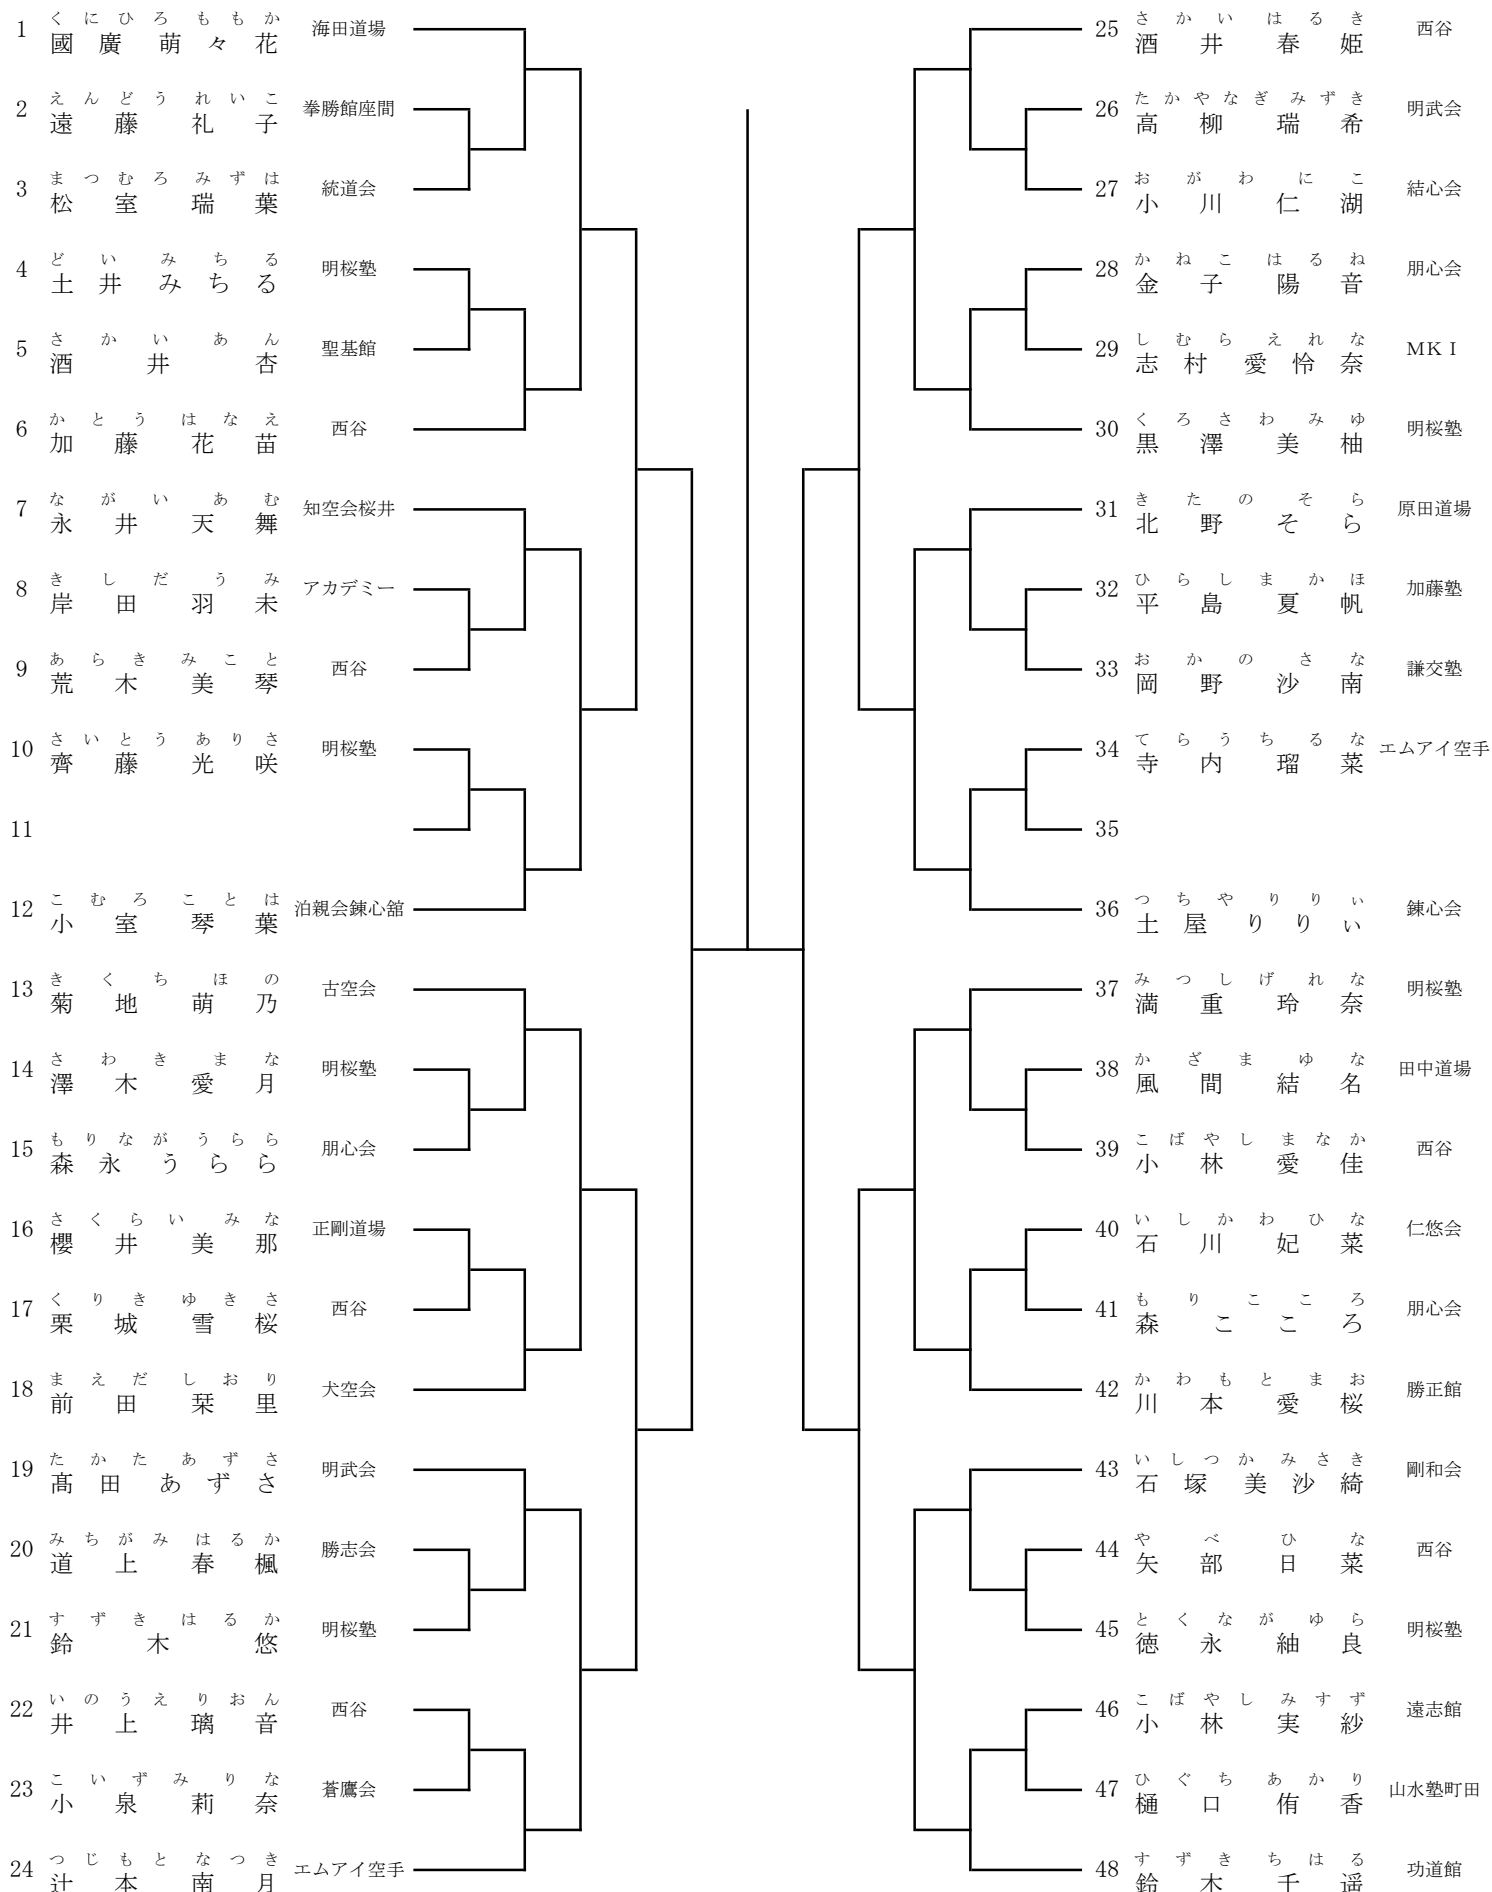 くにひろ ももか
1 國廣 萌々花 海田道場
えんどう れいこ
2 遠藤 礼子 拳勝館座間
まつむろ みずは
3 松室 瑞葉 統道会
どい みちる
4 土井 みちる 明桜塾
さかい あん
5 酒井 杏 聖基館
かとう はなえ
6 加藤 花苗 西谷
ながい あむ
7 永井 天舞 知空会桜井
きしだ うみ
8 岸田 羽未 アカデミー
あらき みこと
9 荒木 美琴 西谷
さいとう ありさ
10 齊藤 光咲 明桜塾
11
こむろ ことは
12 小室 琴葉 泊親会錬心舘
きくち ほの
13 菊地 萌乃 古空会
さわき まな
14 澤木 愛月 明桜塾
もりなが うらら
15 森永 うらら 朋心会
さくらい みな
16 櫻井 美那 正剛道場
くりき ゆきさ
17 栗城 雪桜 西谷
まえだ しおり
18 前田 栞里 犬空会
たかた あずさ
19 髙田 あずさ 明武会
みちがみ はるか
20 道上 春楓 勝志会
すずき はるか
21 鈴木 悠 明桜塾
いのうえ りおん
22 井上 璃音 西谷
こいずみ りな
23 小泉 莉奈 蒼鷹会
つじもと なつき
24 辻本 南月 エムアイ空手
さかい はるき
25 酒井 春姫 西谷
たかやなぎ みずき
26 高柳 瑞希 明武会
おがわ にこ
27 小川 仁湖 結心会
かねこ はるね
28 金子 陽音 朋心会
しむら えれな
29 志村 愛怜奈 MKI
くろさわ みゆ
30 黒澤 美柚 明桜塾
きたの そら
31 北野 そら 原田道場
ひらしま かほ
32 平島 夏帆 加藤塾
おかの さな
33 岡野 沙南 謙交塾
てらうち るな
34 寺内 瑠菜 エムアイ空手
35
つちや りりぃ
36 土屋 りりぃ 錬心会
みつしげ れな
37 満重 玲奈 明桜塾
かざま ゆな
38 風間 結名 田中道場
こばやし まなか
39 小林 愛佳 西谷
いしかわ ひな
40 石川 妃菜 仁悠会
もり こころ
41 森 こころ 朋心会
かわもと まお
42 川本 愛桜 勝正館
いしつか みさき
43 石塚 美沙綺 剛和会
やべ ひな
44 矢部 日菜 西谷
とくなが ゆら
45 徳永 紬良 明桜塾
こばやし みすず
46 小林 実紗 遠志館
ひぐち あかり
47 樋口 侑香 山水塾町田
すずき ちはる
48 鈴木 千遥 功道館